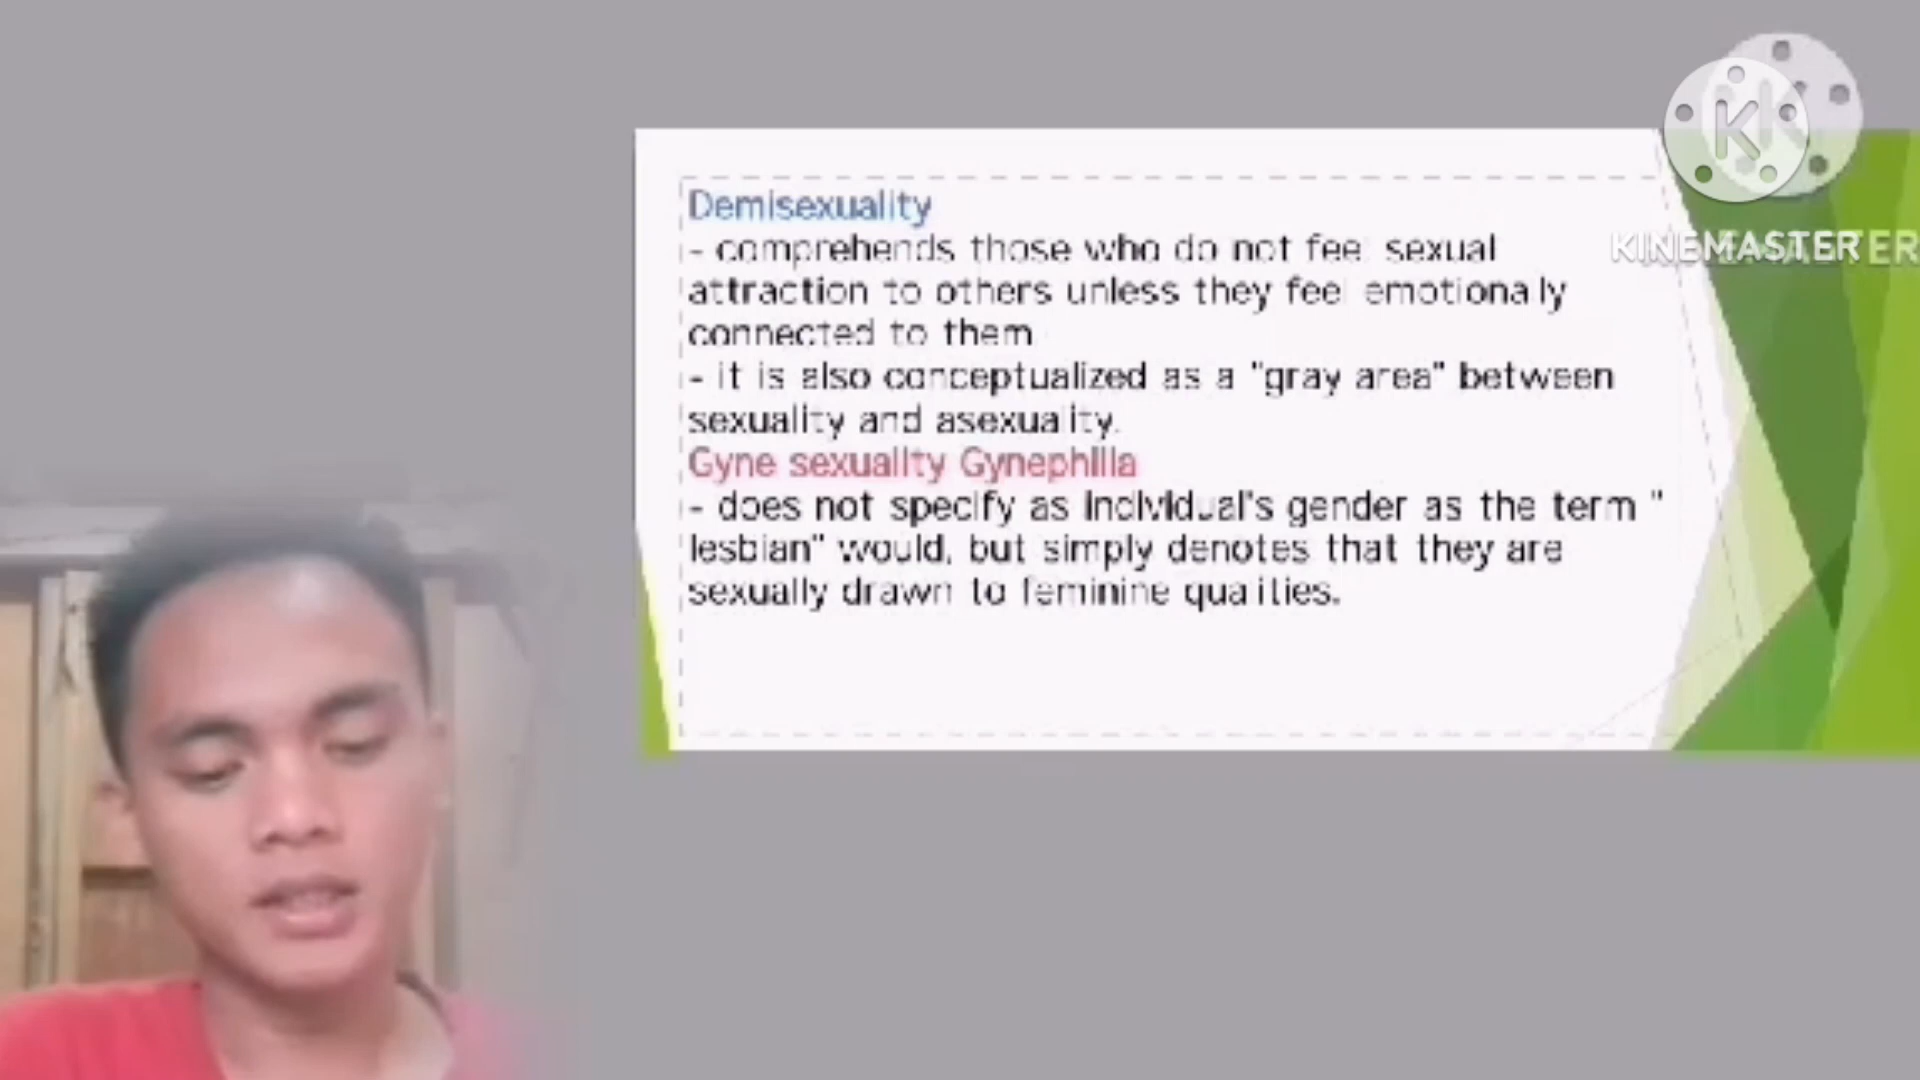 Demisexuality
- comprehends those who do not feel sexual
attraction to others unless they feel emotionally
connected to them
- it is also conceptualized as a "gray area" between
sexuality and asexuality.
Gyne sexuality Gynephilia
- does not specify as individual's gender as the term "
lesbian" would, but simply denotes that they are
sexually drawn to feminine qualities.
KINEMASTER